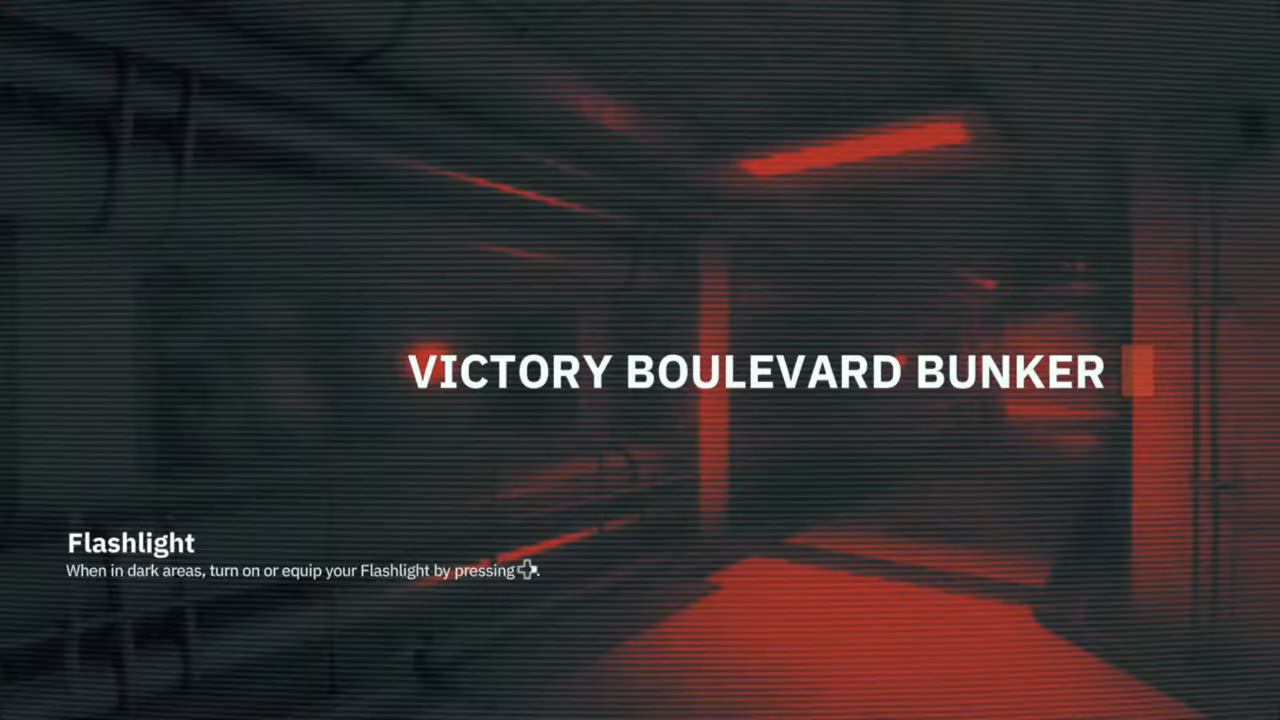 VICTORY BOULEVARD BUNKER
Flashlight
When in dark areas, turn on or equip your Flashlight by pressing .